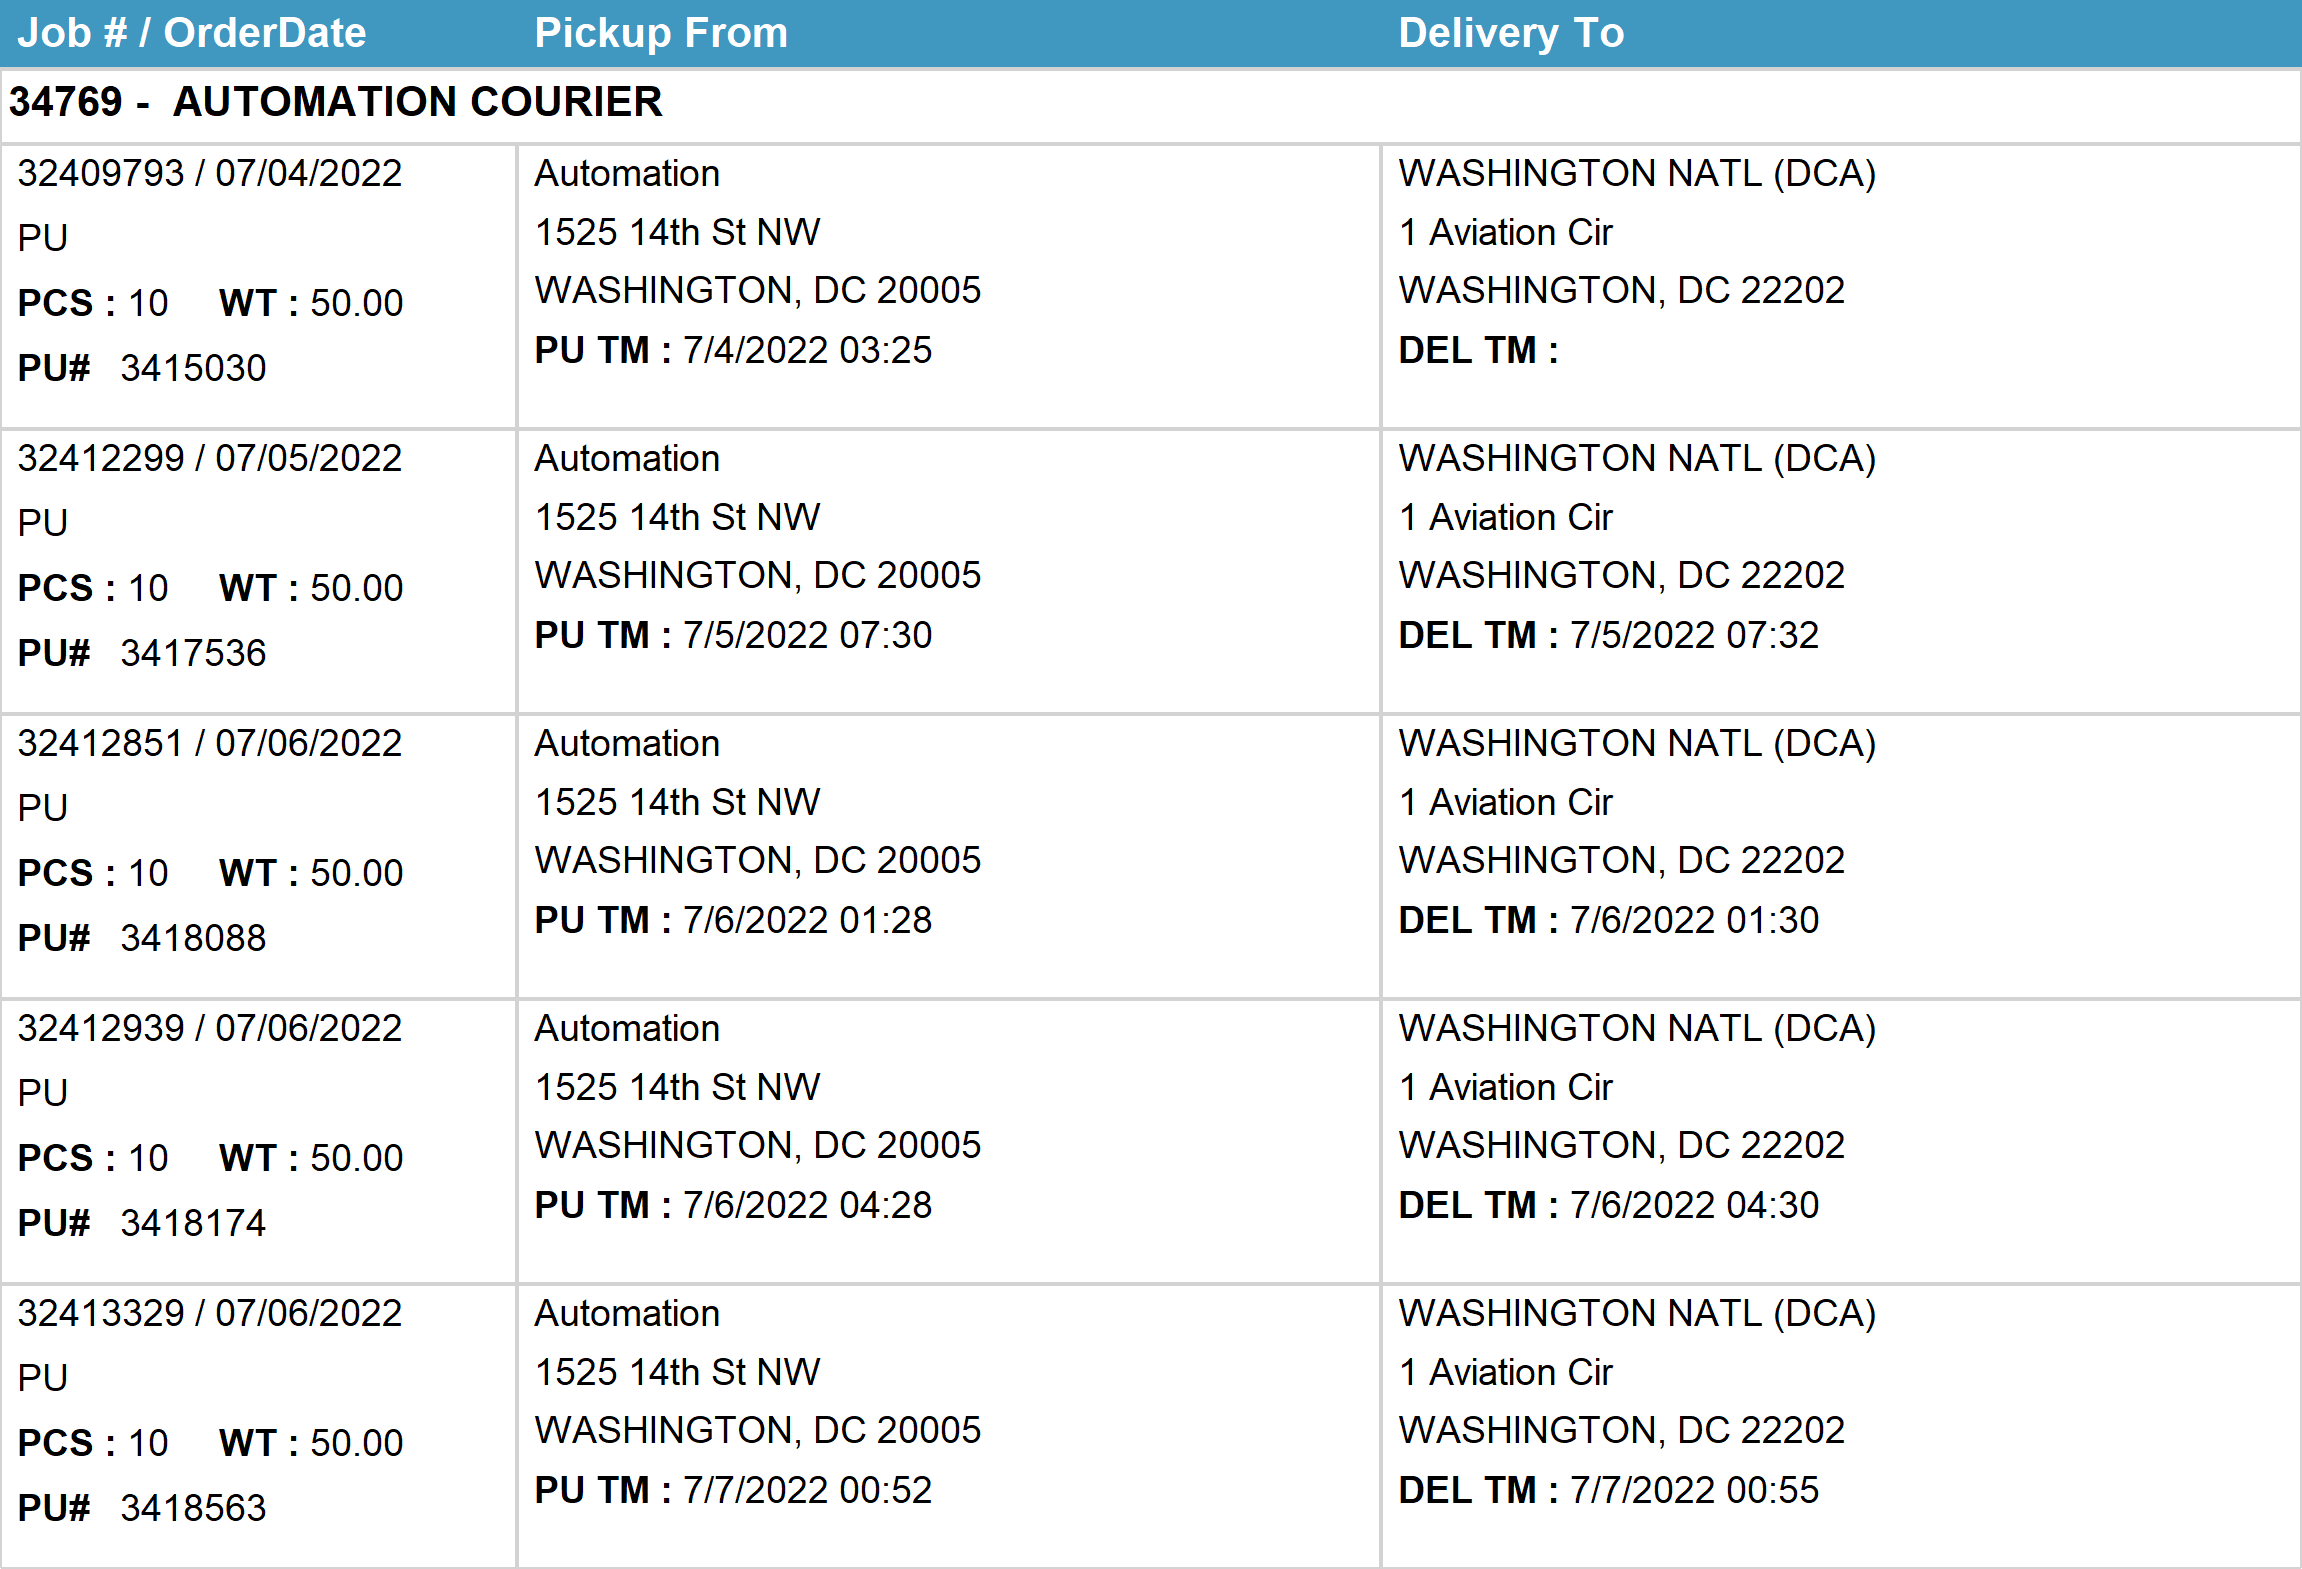 Job # / OrderDate Pickup From Delivery To
34769 - AUTOMATION COURIER
32409793 / 07/04/2022
PU
PCS : 10 WT : 50.00
PU# 3415030
Automation
1525 14th St NW
WASHINGTON, DC 20005
PU TM : 7/4/2022 03:25
WASHINGTON NATL (DCA)
1 Aviation Cir
WASHINGTON, DC 22202
DEL TM :
32412299 / 07/05/2022
PU
PCS : 10 WT : 50.00
PU# 3417536
Automation
1525 14th St NW
WASHINGTON, DC 20005
PU TM : 7/5/2022 07:30
WASHINGTON NATL (DCA)
1 Aviation Cir
WASHINGTON, DC 22202
DEL TM : 7/5/2022 07:32
32412851 / 07/06/2022
PU
PCS : 10 WT : 50.00
PU# 3418088
Automation
1525 14th St NW
WASHINGTON, DC 20005
PU TM : 7/6/2022 01:28
WASHINGTON NATL (DCA)
1 Aviation Cir
WASHINGTON, DC 22202
DEL TM : 7/6/2022 01:30
32412939 / 07/06/2022
PU
PCS : 10 WT : 50.00
PU# 3418174
Automation
1525 14th St NW
WASHINGTON, DC 20005
PU TM : 7/6/2022 04:28
WASHINGTON NATL (DCA)
1 Aviation Cir
WASHINGTON, DC 22202
DEL TM : 7/6/2022 04:30
32413329 / 07/06/2022
PU
PCS : 10 WT : 50.00
PU# 3418563
Automation
1525 14th St NW
WASHINGTON, DC 20005
PU TM : 7/7/2022 00:52
WASHINGTON NATL (DCA)
1 Aviation Cir
WASHINGTON, DC 22202
DEL TM : 7/7/2022 00:55